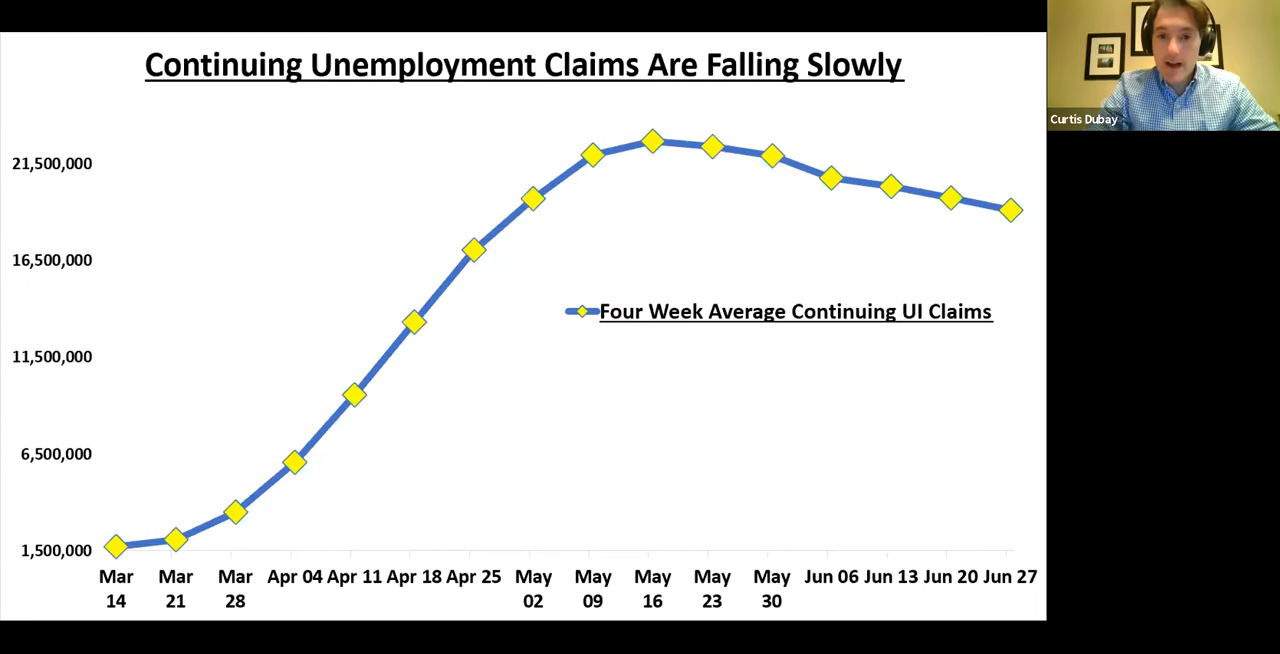 Continuing Unemployment Claims Are Falling Slowly
Curtis Dubay
21,500,000
16,500,000
11,500,000
6,500,000
1,500,000
Four Week Average Continuing UI Claims
Mar 14
Mar 21
Mar 28
Apr 04
Apr 11
Apr 18
Apr 25
May 02
May 09
May 16
May 23
May 30
Jun 06
Jun 13
Jun 20
Jun 27